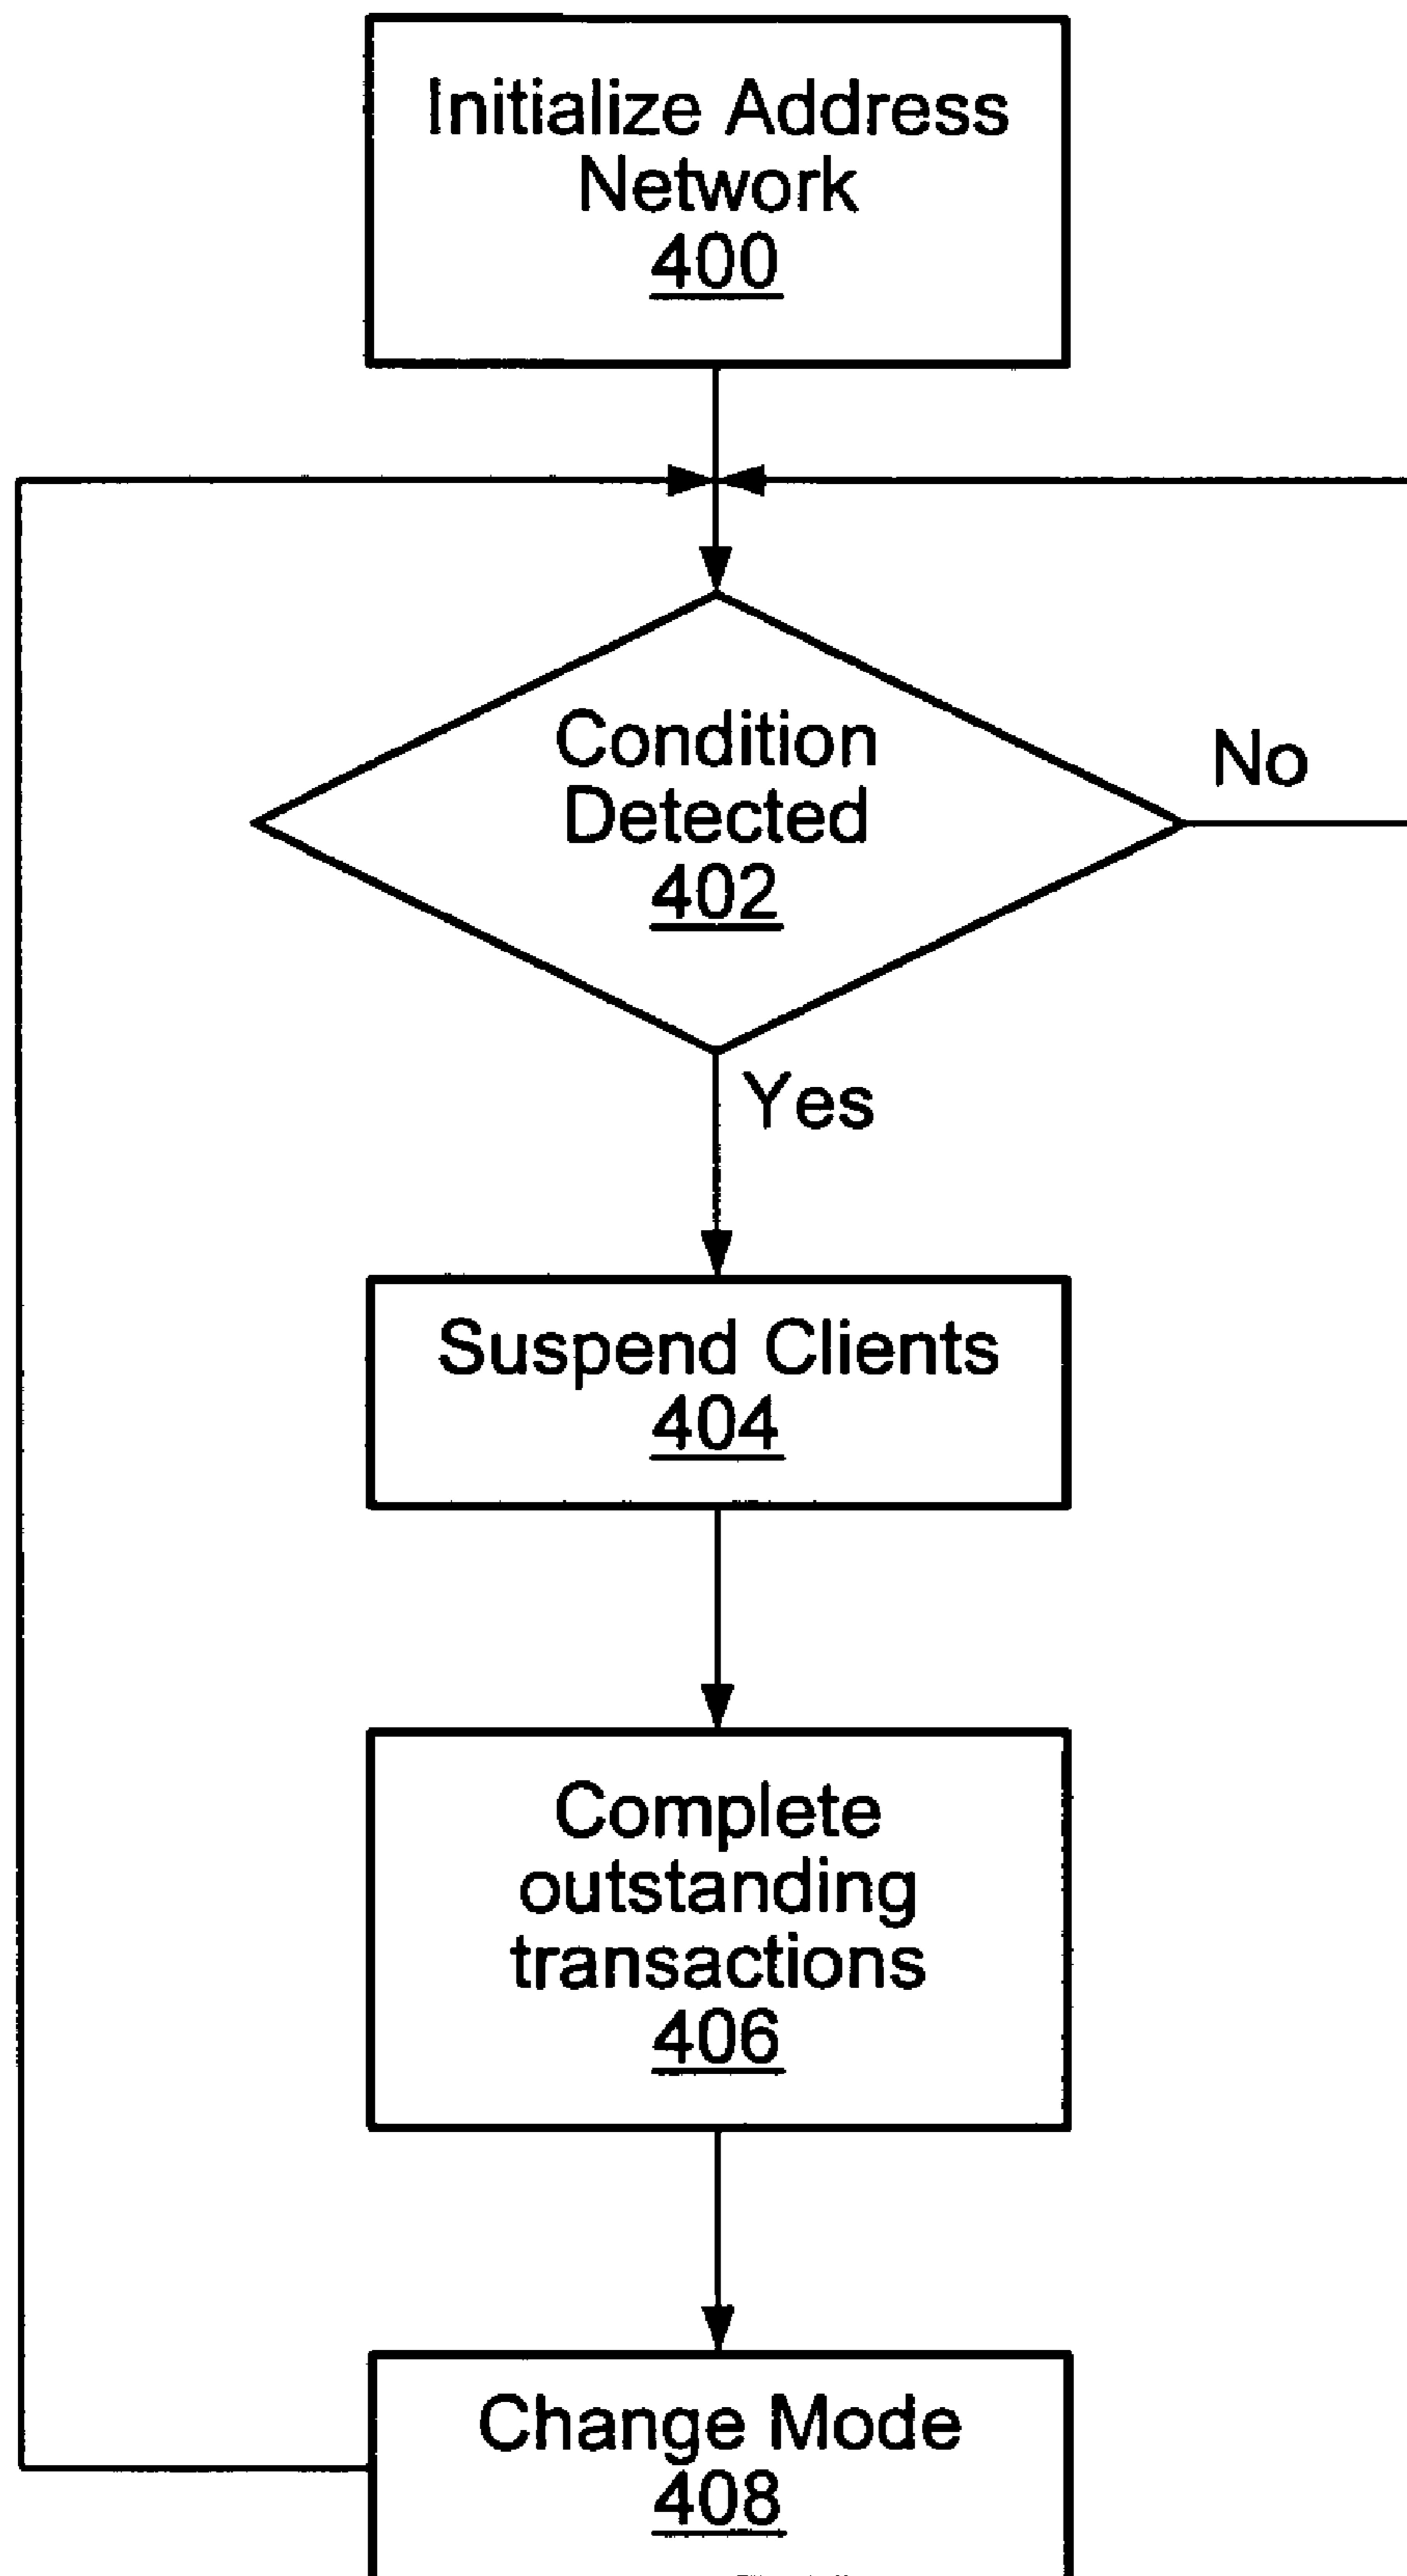 Initialize Address
Network
400
Condition
Detected
402
No
Yes
Suspend Clients
404
Complete
outstanding
transactions
406
Change Mode
408